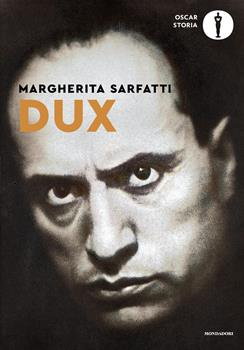 OSCAR
STORIA
MARGHERITA SARFATTI
DUX
MONDADORI